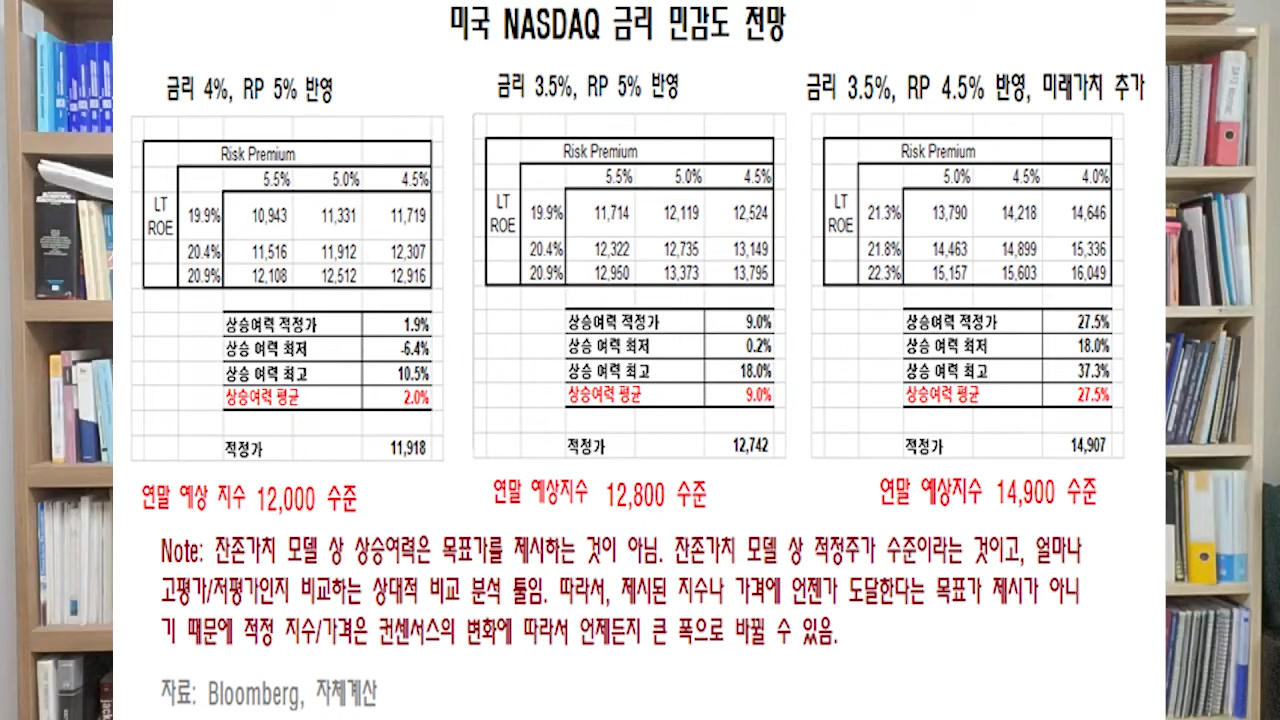 미국 NASDAQ 금리 민감도 전망
금리 4%, RP 5% 반영
Risk Premium
5.5% 5.0% 4.5%
LT ROE
19.9% 10,943 11,331 11,719
20.4% 11,516 11,912 12,307
20.9% 12,108 12,512 12,916
상승여력 적정가 1.9%
상승 여력 최저 -6.4%
상승 여력 최고 10.5%
상승여력 평균 2.0%
적정가 11,918
연말 예상 지수 12,000 수준
금리 3.5%, RP 5% 반영
Risk Premium
5.5% 5.0% 4.5%
LT ROE
19.9% 11,714 12,119 12,524
20.4% 12,322 12,735 13,149
20.9% 12,950 13,373 13,795
상승여력 적정가 9.0%
상승 여력 최저 0.2%
상승 여력 최고 18.0%
상승여력 평균 9.0%
적정가 12,742
연말 예상지수 12,800 수준
금리 3.5%, RP 4.5% 반영, 미래가치 추가
Risk Premium
5.0% 4.5% 4.0%
LT ROE
21.3% 13,790 14,218 14,646
21.8% 14,463 14,899 15,336
22.3% 15,157 15,603 16,049
상승여력 적정가 27.5%
상승 여력 최저 18.0%
상승 여력 최고 37.3%
상승여력 평균 27.5%
적정가 14,907
연말 예상지수 14,900 수준
Note: 잔존가치 모델 상 상승여력은 목표가를 제시하는 것이 아님. 잔존가치 모델 상 적정주가 수준이라는 것이고, 얼마나
고평가/저평가인지 비교하는 상대적 비교 분석 툴임. 따라서, 제시된 지수나 가격에 언젠가 도달한다는 목표가 제시가 아니
기 때문에 적정 지수/가격은 컨센서스의 변화에 따라서 언제든지 큰 폭으로 바뀔 수 있음.
자료: Bloomberg, 자체계산